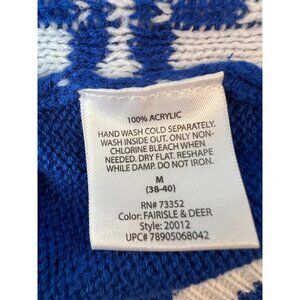 100% ACRYLIC
HAND WASH COLD SEPARATELY.
WASH INSIDE OUT. ONLY NON-
CHLORINE BLEACH WHEN
NEEDED. DRY FLAT. RESHAPE
WHILE DAMP. DO NOT IRON.
M
(38-40)
RN# 73352
Color: FAIRISLE & DEER
Style: 20012
UPC# 78905068042